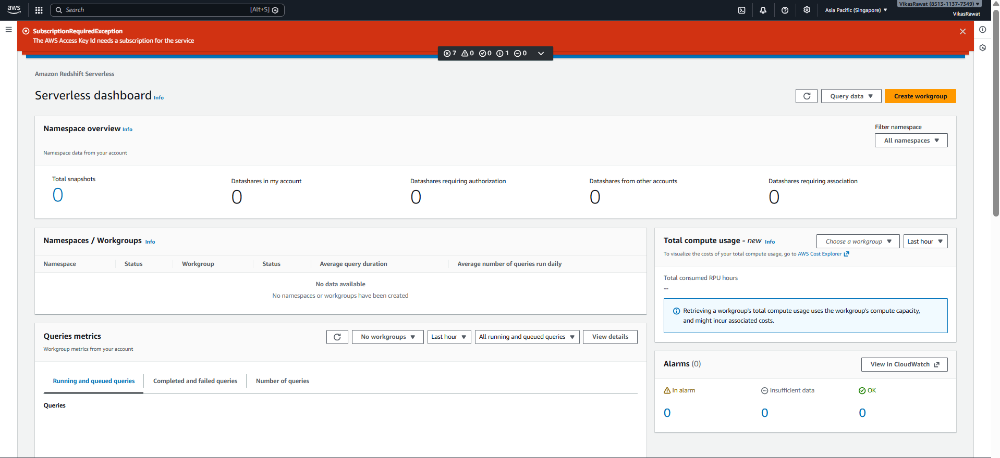 aws
Search
[Alt+S]
Asia Pacific (Singapore)
VikasRawat (8513-1137-7349)
VikasRawat
SubscriptionRequiredException
The AWS Access Key Id needs a subscription for the service
7 0 0 1 0
Amazon Redshift Serverless
Serverless dashboard Info
Query data
Create workgroup
Namespace overview Info
Namespace data from your account
Filter namespace
All namespaces
Total snapshots
0
Datashares in my account
0
Datashares requiring authorization
0
Datashares from other accounts
0
Datashares requiring association
0
Namespaces / Workgroups Info
Namespace Status Workgroup Status Average query duration Average number of queries run daily
No data available
No namespaces or workgroups have been created
Total compute usage - new Info
Choose a workgroup
Last hour
To visualize the costs of your total compute usage, go to AWS Cost Explorer
Total consumed RPU hours
--
Retrieving a workgroup's total compute usage uses the workgroup's compute capacity,
and might incur associated costs.
Queries metrics
Workgroup metrics from your account
No workgroups
Last hour
All running and queued queries
View details
Running and queued queries
Completed and failed queries
Number of queries
Queries
Alarms (0)
View in CloudWatch
In alarm
0
Insufficient data
0
OK
0